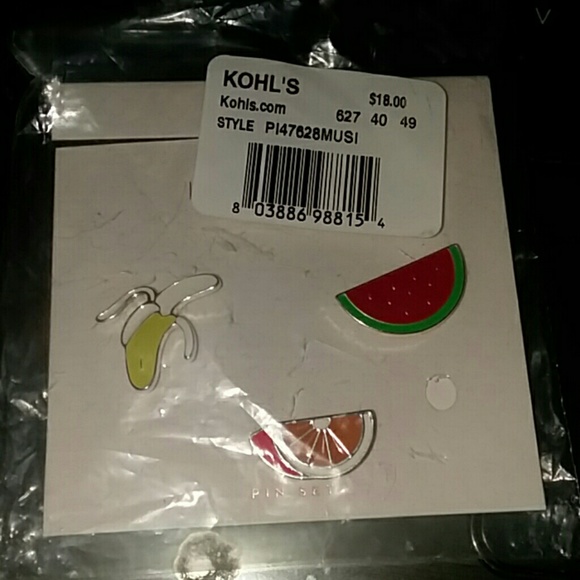 KOHL'S
$18.00
Kohls.com
627 40 49
STYLE PI47628MUSI
8 03886 98815 4
PIN SET